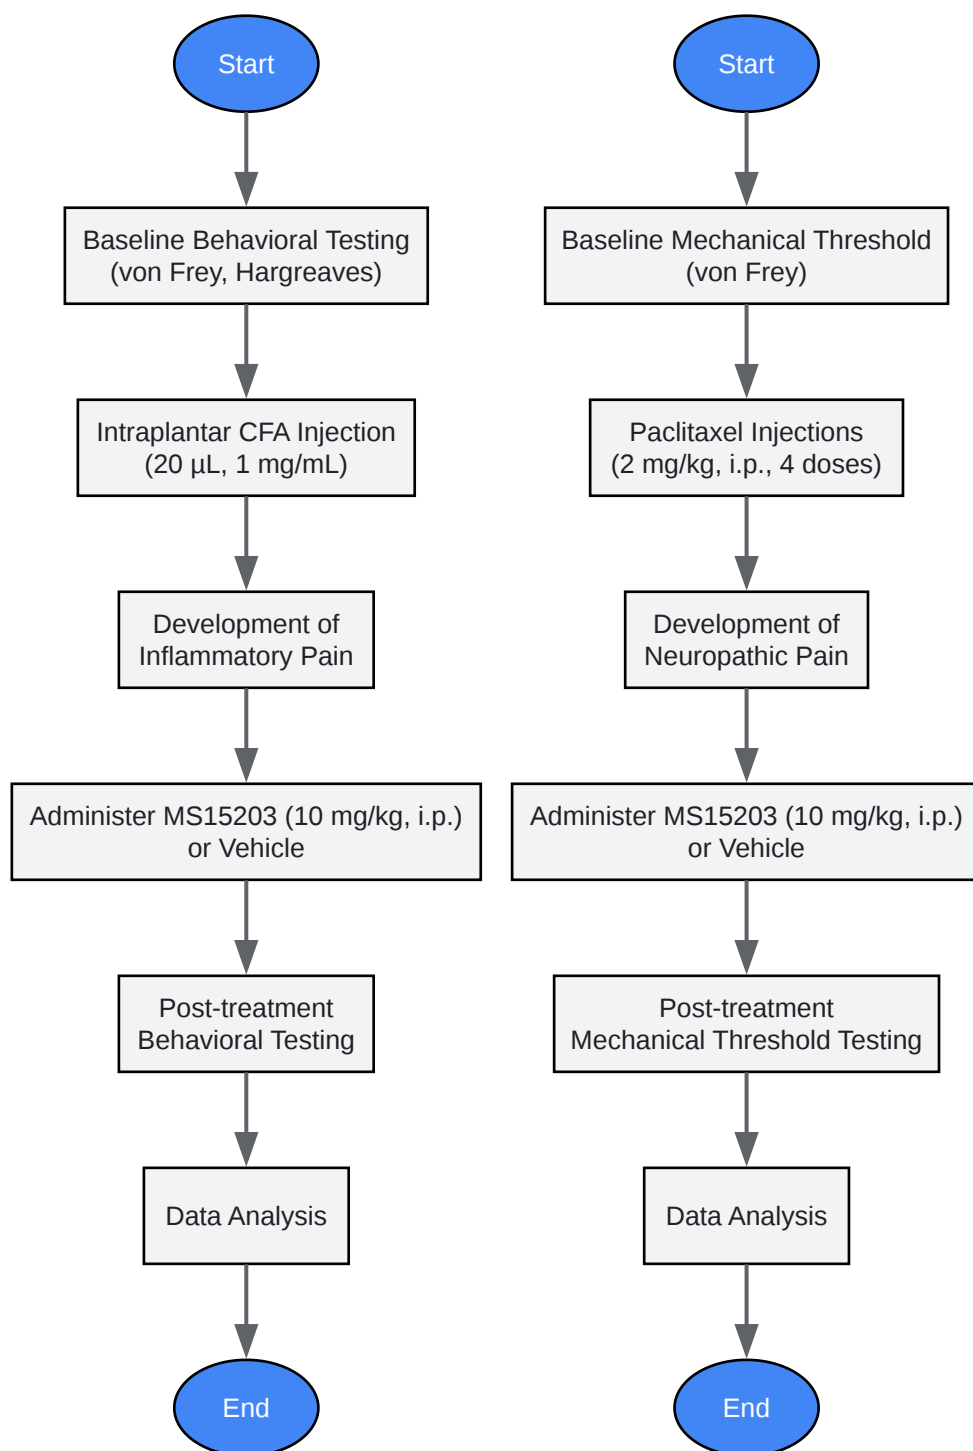 Start
Baseline Behavioral Testing
(von Frey, Hargreaves)
Intraplantar CFA Injection
(20 µL, 1 mg/mL)
Development of
Inflammatory Pain
Administer MS15203 (10 mg/kg, i.p.)
or Vehicle
Post-treatment
Behavioral Testing
Data Analysis
End
Start
Baseline Mechanical Threshold
(von Frey)
Paclitaxel Injections
(2 mg/kg, i.p., 4 doses)
Development of
Neuropathic Pain
Administer MS15203 (10 mg/kg, i.p.)
or Vehicle
Post-treatment
Mechanical Threshold Testing
Data Analysis
End